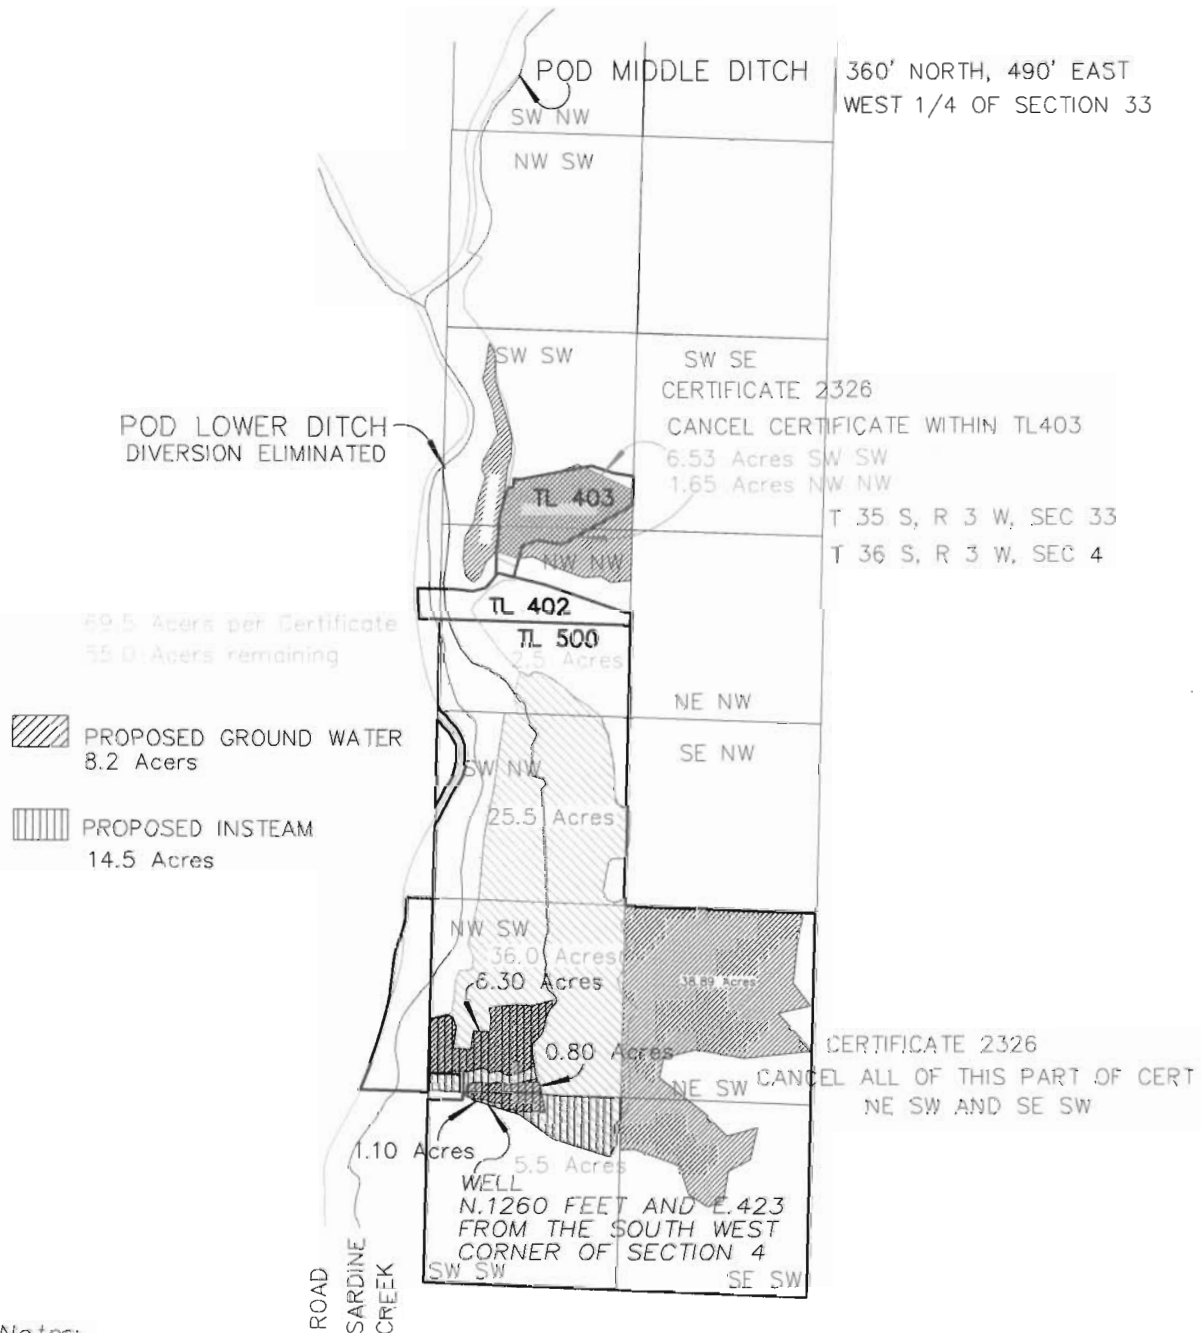 POD MIDDLE DITCH
360' NORTH, 490' EAST
WEST 1/4 OF SECTION 33
SW NW
NW SW
SW SW
SW SE
CERTIFICATE 2326
CANCEL CERTIFICATE WITHIN TL403
6.53 Acres SW SW
1.65 Acres NW NW
POD LOWER DITCH
DIVERSION ELIMINATED
TL 403
T 35 S, R 3 W, SEC 33
T 36 S, R 3 W, SEC 4
NW NW
TL 402
TL 500
69.5 Acers per Certificate
55.0 Acers remaining
2.5 Acres
NE NW
PROPOSED GROUND WATER
8.2 Acers
SE NW
SW NW
25.5 Acres
PROPOSED INSTEAM
14.5 Acres
NW SW
36.0 Acres
6.30 Acres
38.89 Acres
0.80 Acres
CERTIFICATE 2326
CANCEL ALL OF THIS PART OF CERT
NE SW AND SE SW
NE SW
1.10 Acres
5.5 Acres
WELL
N.1260 FEET AND E.423
FROM THE SOUTH WEST
CORNER OF SECTION 4
SW SW
SE SW
ROAD
SARDINE
CREEK
Notes: